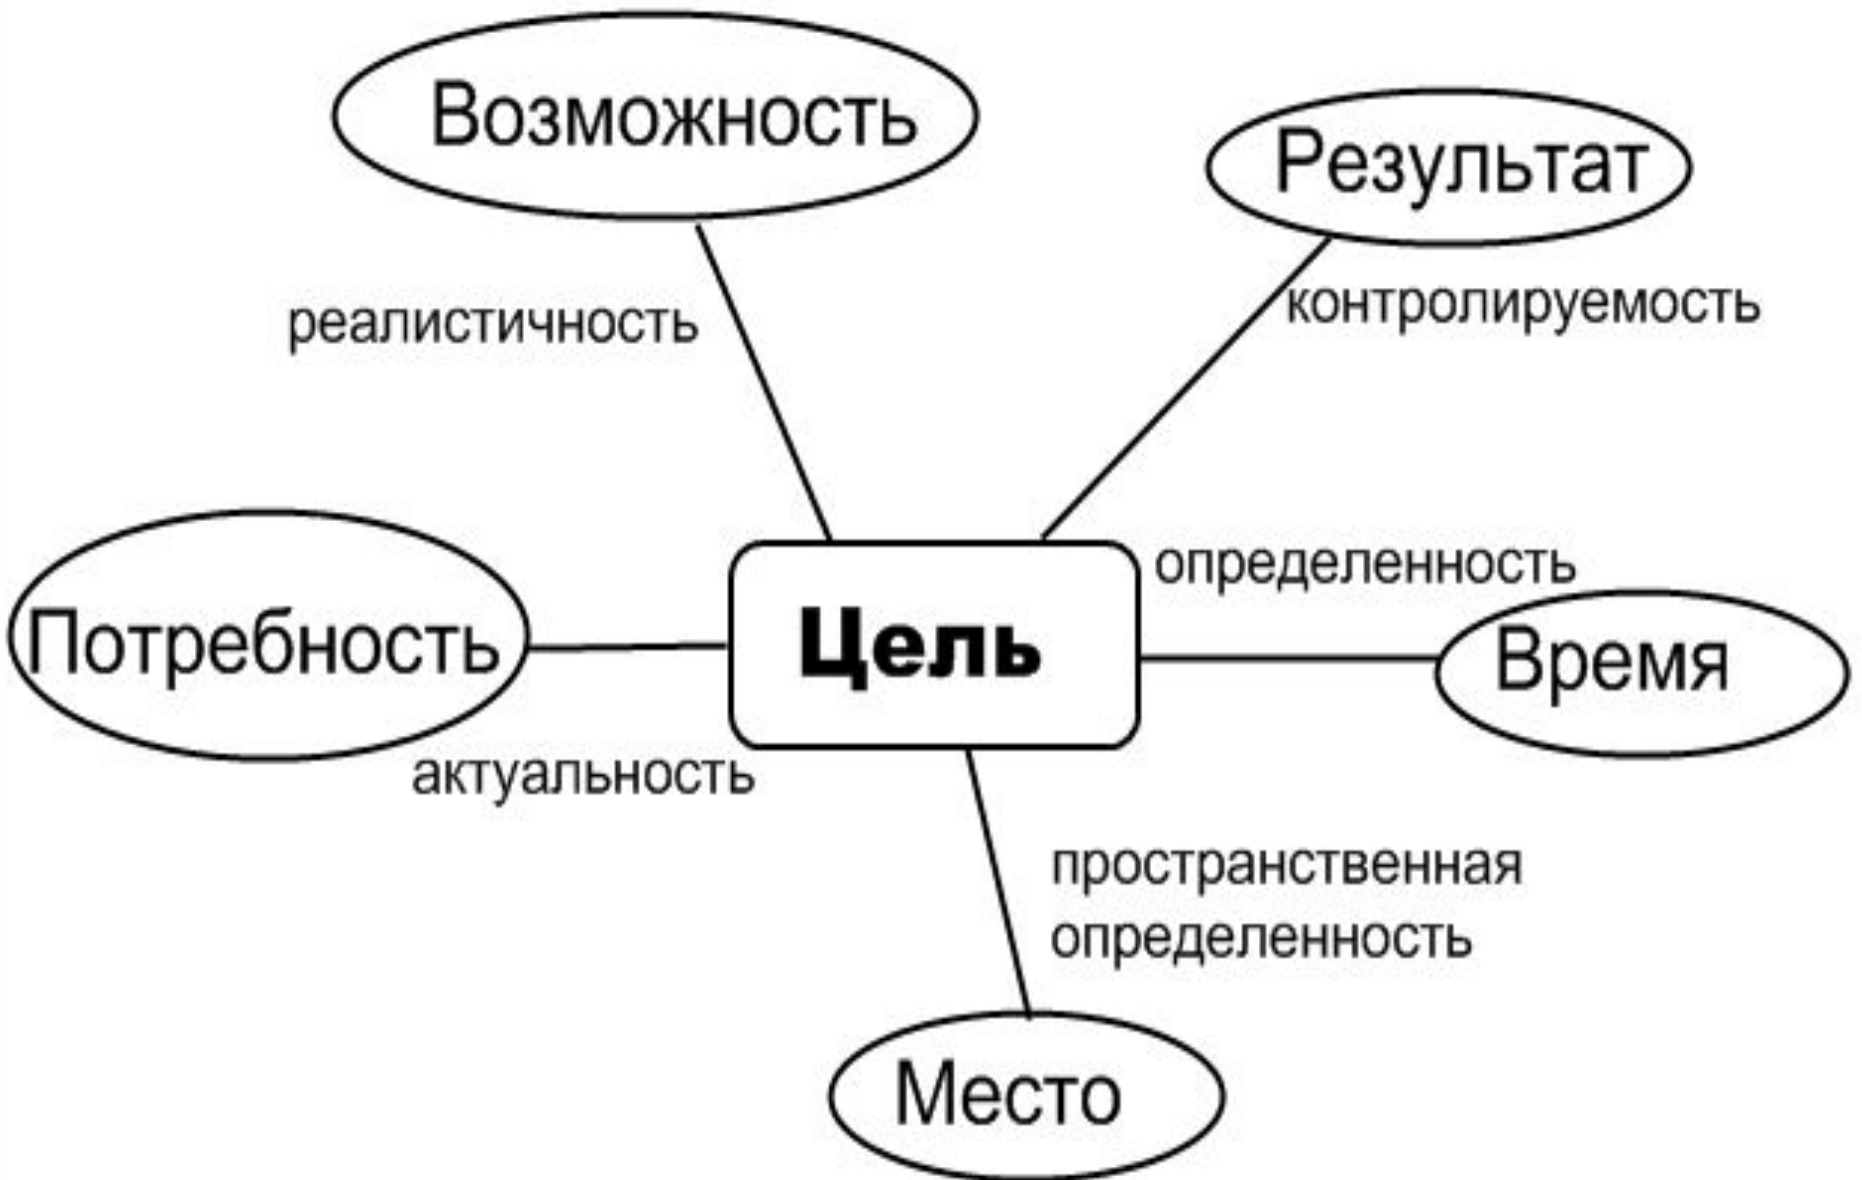 Возможность
Результат
реалистичность
контролируемость
определенность
Потребность
Цель
Время
актуальность
пространственная
определенность
Место